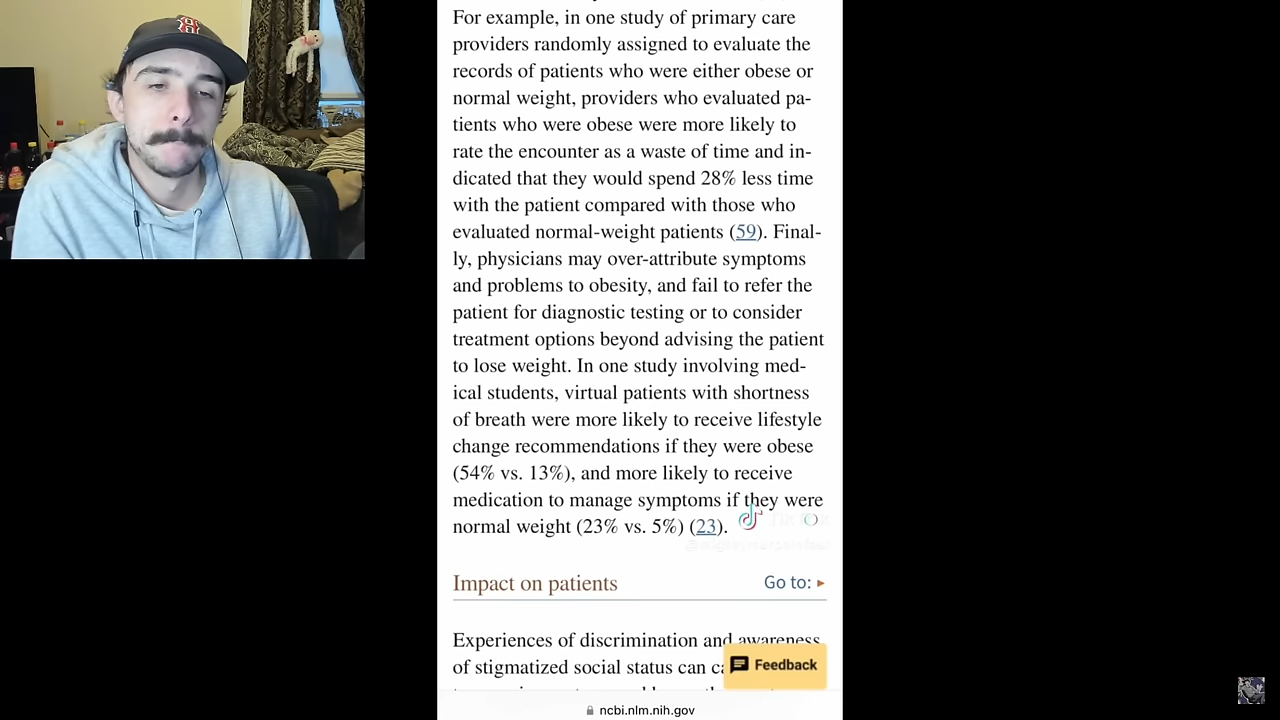 For example, in one study of primary care
providers randomly assigned to evaluate the
records of patients who were either obese or
normal weight, providers who evaluated pa-
tients who were obese were more likely to
rate the encounter as a waste of time and in-
dicated that they would spend 28% less time
with the patient compared with those who
evaluated normal-weight patients (59). Final-
ly, physicians may over-attribute symptoms
and problems to obesity, and fail to refer the
patient for diagnostic testing or to consider
treatment options beyond advising the patient
to lose weight. In one study involving med-
ical students, virtual patients with shortness
of breath were more likely to receive lifestyle
change recommendations if they were obese
(54% vs. 13%), and more likely to receive
medication to manage symptoms if they were
normal weight (23% vs. 5%) (23).
Impact on patients
Go to: ▸
Experiences of discrimination and awareness
of stigmatized social status can
Feedback
ncbi.nlm.nih.gov
B